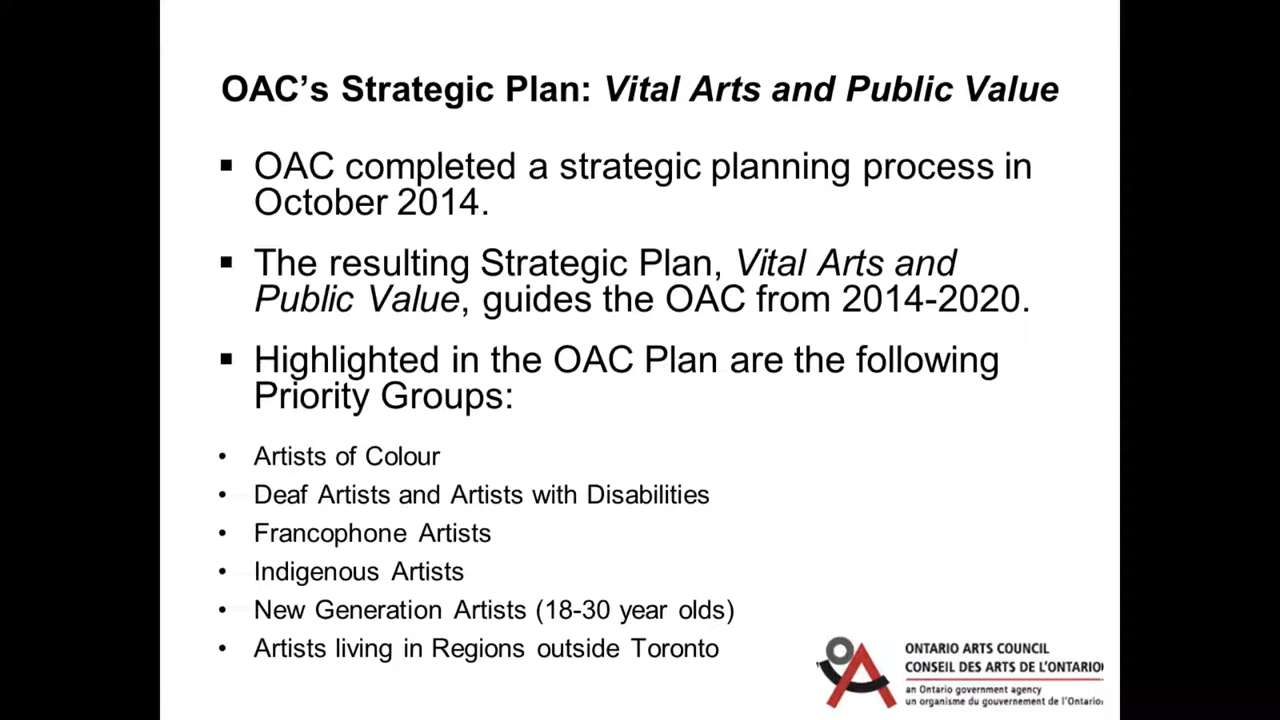 OAC's Strategic Plan: Vital Arts and Public Value
▪ OAC completed a strategic planning process in
October 2014.
▪ The resulting Strategic Plan, Vital Arts and
Public Value, guides the OAC from 2014-2020.
▪ Highlighted in the OAC Plan are the following
Priority Groups:
• Artists of Colour
• Deaf Artists and Artists with Disabilities
• Francophone Artists
• Indigenous Artists
• New Generation Artists (18-30 year olds)
• Artists living in Regions outside Toronto
ONTARIO ARTS COUNCIL
CONSEIL DES ARTS DE L'ONTARIO
an Ontario government agency
un organisme du gouvernement de l'Ontario